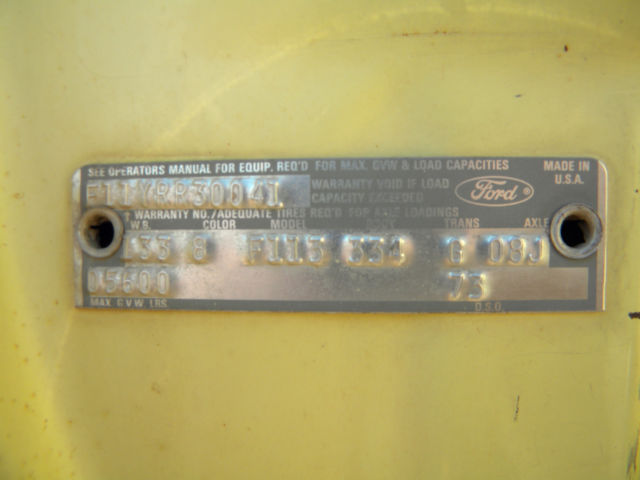 SEE OPERATORS MANUAL FOR EQUIP. REQ'D FOR MAX. GVW & LOAD CAPACITIES MADE IN U.S.A.
F11YRR30041 WARRANTY VOID IF LOAD CAPACITY EXCEEDED Ford
WARRANTY NO./ADEQUATE TIRES REQ'D FOR AXLE LOADINGS
W.B. COLOR MODEL BODY TRANS AXLE
133 8 F113 334 G 09J
05600 73
MAX. G.V.W. LBS. D.S.O.